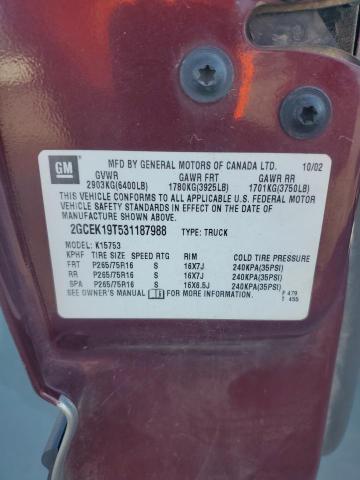 GM
MFD BY GENERAL MOTORS OF CANADA LTD. 10/02
GVWR GAWR FRT GAWR RR
2903KG(6400LB) 1780KG(3925LB) 1701KG(3750LB)
THIS VEHICLE CONFORMS TO ALL APPLICABLE U.S. FEDERAL MOTOR
VEHICLE SAFETY STANDARDS IN EFFECT ON THE DATE OF
MANUFACTURE SHOWN ABOVE.
2GCEK19T531187988 TYPE: TRUCK
MODEL: K15753
KPHF TIRE SIZE SPEED RTG RIM COLD TIRE PRESSURE
FRT P265/75R16 S 16X7J 240KPA(35PSI)
RR P265/75R16 S 16X7J 240KPA(35PSI)
SPA P265/75R16 S 16X6.5J 240KPA(35PSI)
SEE OWNER'S MANUAL FOR MORE INFORMATION. F 479
T 455